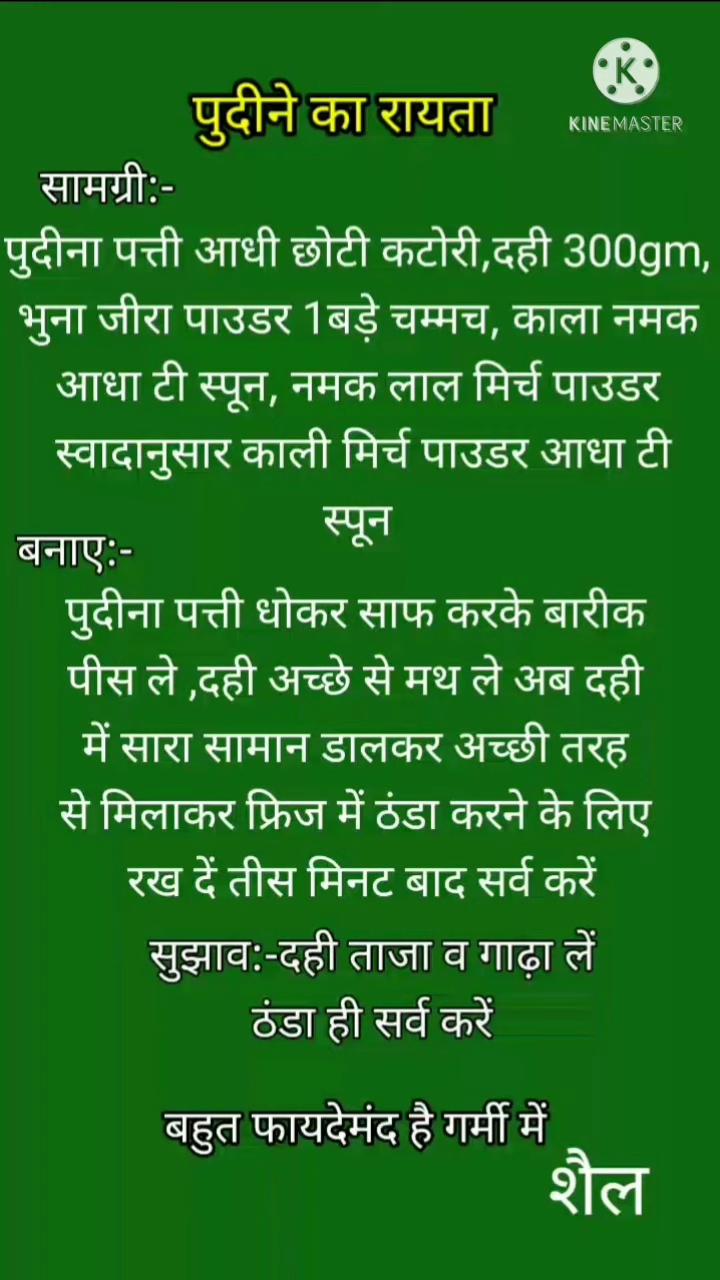 KINEMASTER
पुदीने का रायता
सामग्री:-
पुदीना पत्ती आधी छोटी कटोरी,दही 300gm,
भुना जीरा पाउडर 1बड़े चम्मच, काला नमक
आधा टी स्पून, नमक लाल मिर्च पाउडर
स्वादानुसार काली मिर्च पाउडर आधा टी
स्पून
बनाए:-
पुदीना पत्ती धोकर साफ करके बारीक
पीस ले ,दही अच्छे से मथ ले अब दही
में सारा सामान डालकर अच्छी तरह
से मिलाकर फ्रिज में ठंडा करने के लिए
रख दें तीस मिनट बाद सर्व करें
सुझाव:-दही ताजा व गाढ़ा लें
ठंडा ही सर्व करें
बहुत फायदेमंद है गर्मी में
शैल